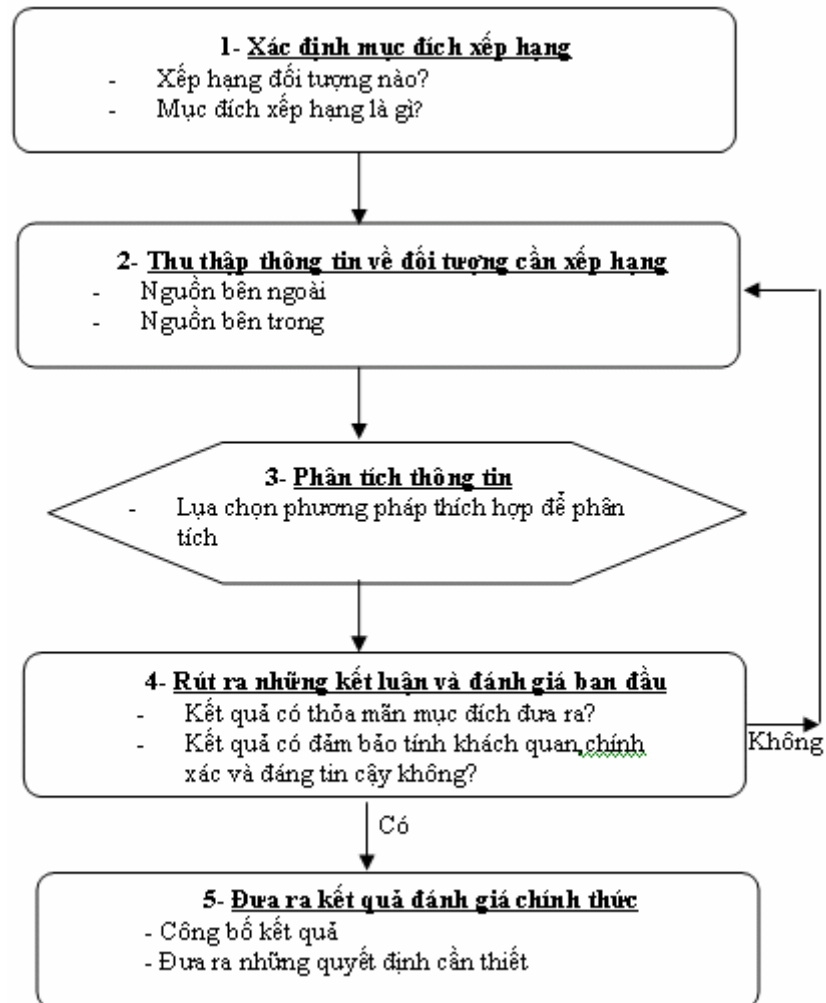 1- Xác định mục đích xếp hạng
- Xếp hạng đối tượng nào?
- Mục đích xếp hạng là gì?
2- Thu thập thông tin về đối tượng cần xếp hạng
- Nguồn bên ngoài
- Nguồn bên trong
3- Phân tích thông tin
- Lụa chọn phương pháp thích hợp để phân
tích
4- Rút ra những kết luận và đánh giá ban đầu
- Kết quả có thỏa mãn mục đích đưa ra?
- Kết quả có đảm bảo tính khách quan,chính
xác và đáng tin cậy không?
Không
Có
5- Đưa ra kết quả đánh giá chính thức
- Công bố kết quả
- Đưa ra những quyết định cần thiết